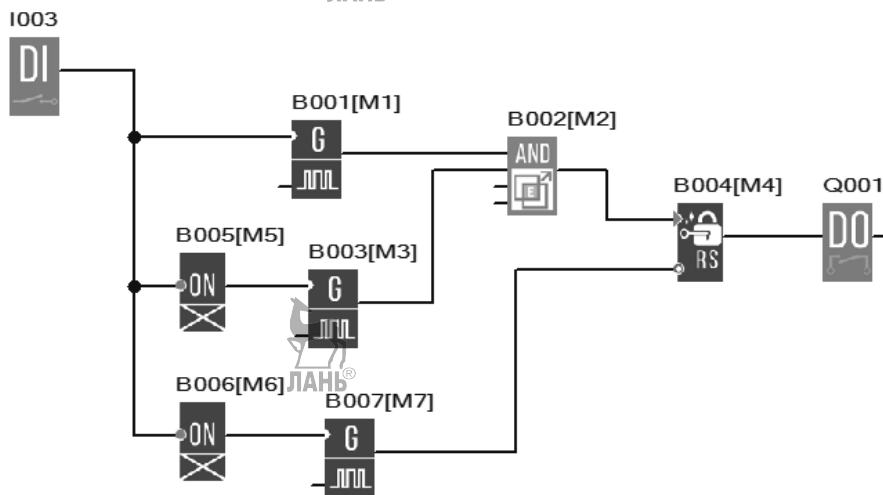 ЛАНЬ
I003
DI
B001[M1]
G
B002[M2]
AND
E
B004[M4]
RS
Q001
DO
B005[M5]
ON
B003[M3]
G
ЛАНЬ®
B006[M6]
ON
B007[M7]
G